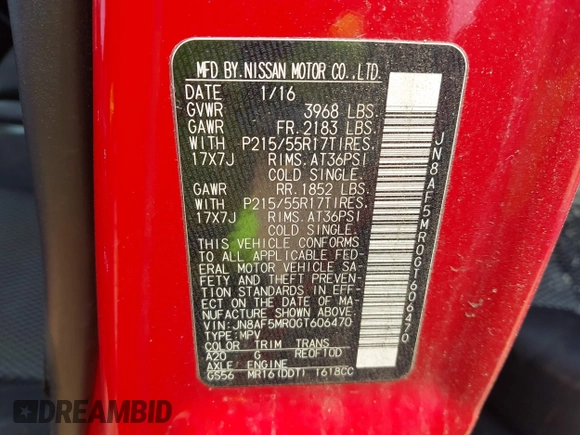 MFD BY. NISSAN MOTOR CO., LTD.
DATE 1/16
GVWR 3968 LBS.
GAWR FR. 2183 LBS.
WITH P215/55R17TIRES.
17X7J RIMS. AT36PSI
COLD SINGLE.
GAWR RR. 1852 LBS.
WITH P215/55R17TIRES.
17X7J RIMS. AT36PSI
COLD SINGLE.
THIS VEHICLE CONFORMS
TO ALL APPLICABLE FED-
ERAL MOTOR VEHICLE SA-
FETY AND THEFT PREVEN-
TION STANDARDS IN EFF-
ECT ON THE DATE OF MA-
NUFACTURE SHOWN ABOVE.
VIN: JN8AF5MR0GT606470
TYPE: MPV
COLOR TRIM TRANS
A20 G RE0F10D
AXLE ENGINE
GS56 MR16(DDT) 1618CC
JN8AF5MR0GT606470
DREAMBID